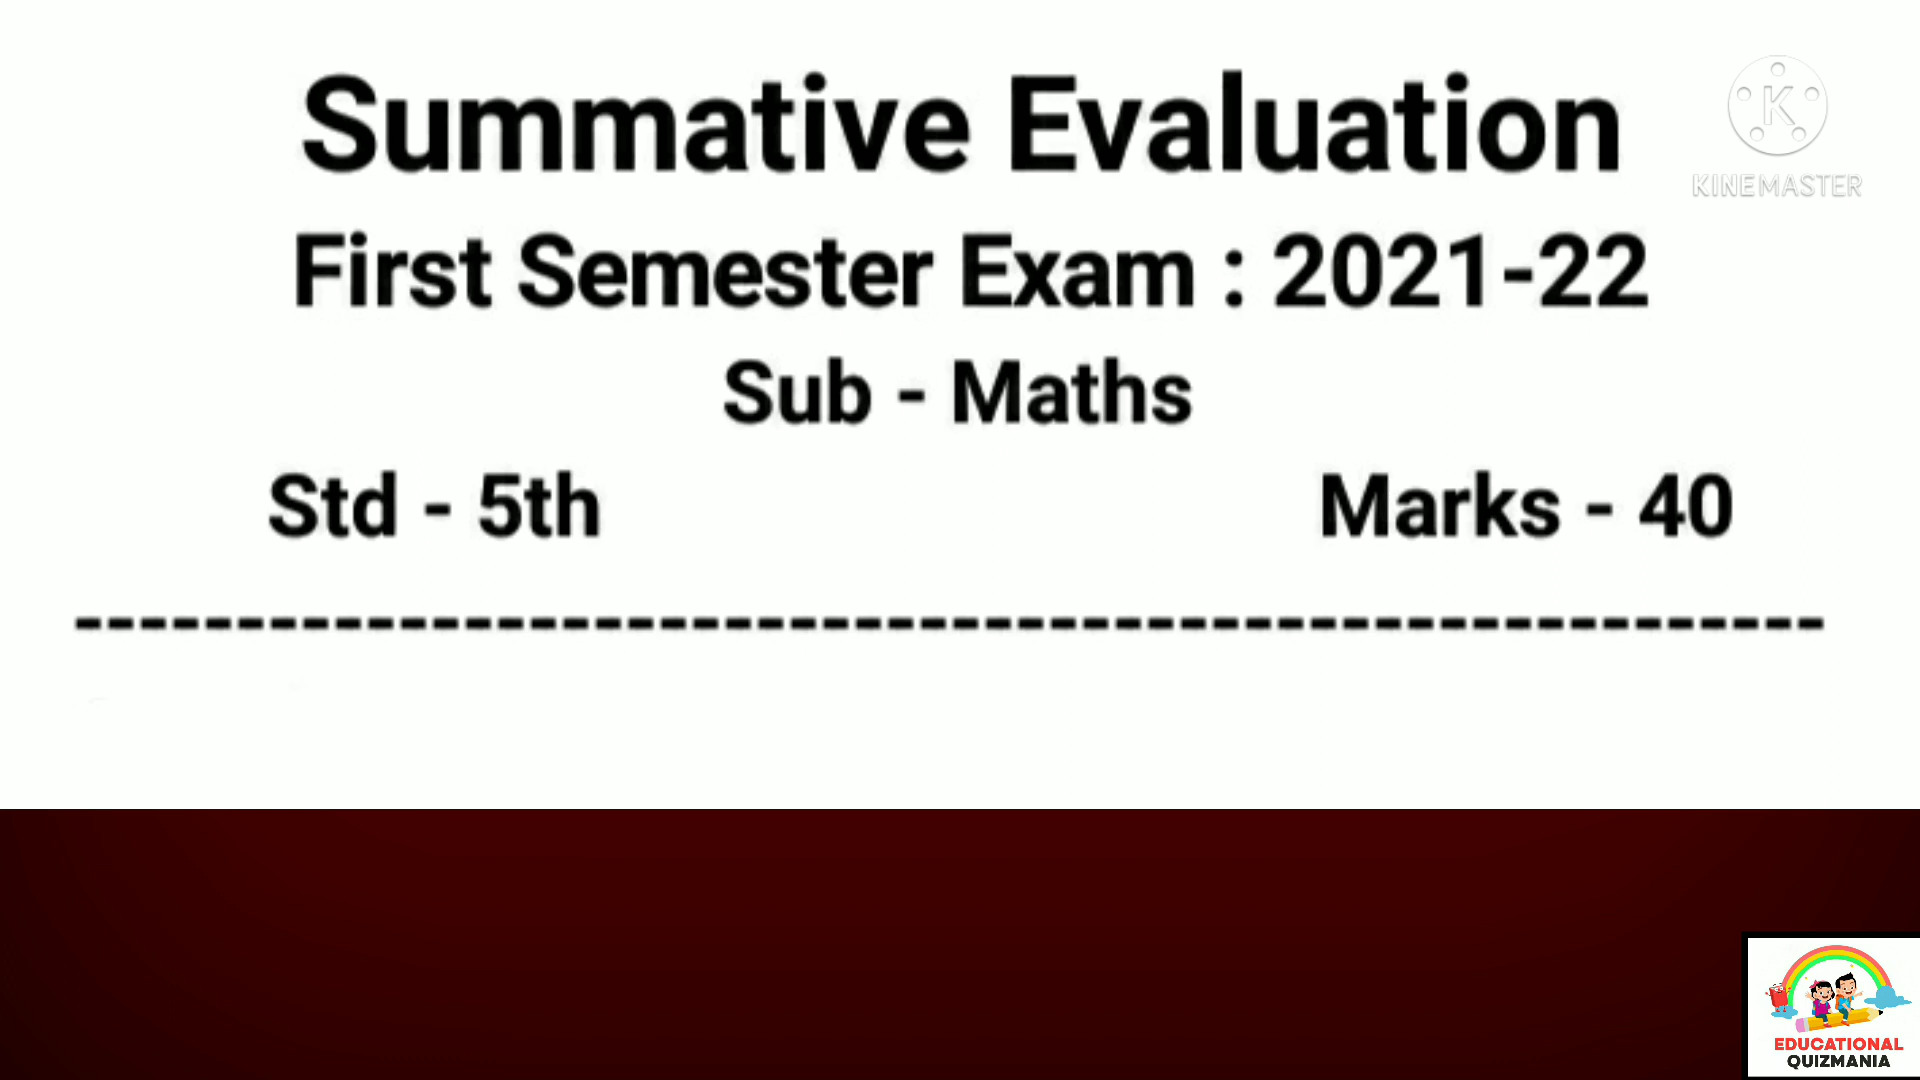 Summative Evaluation
K
KINEMASTER
First Semester Exam : 2021-22
Sub - Maths
Std - 5th Marks - 40
EDUCATIONAL
QUIZMANIA